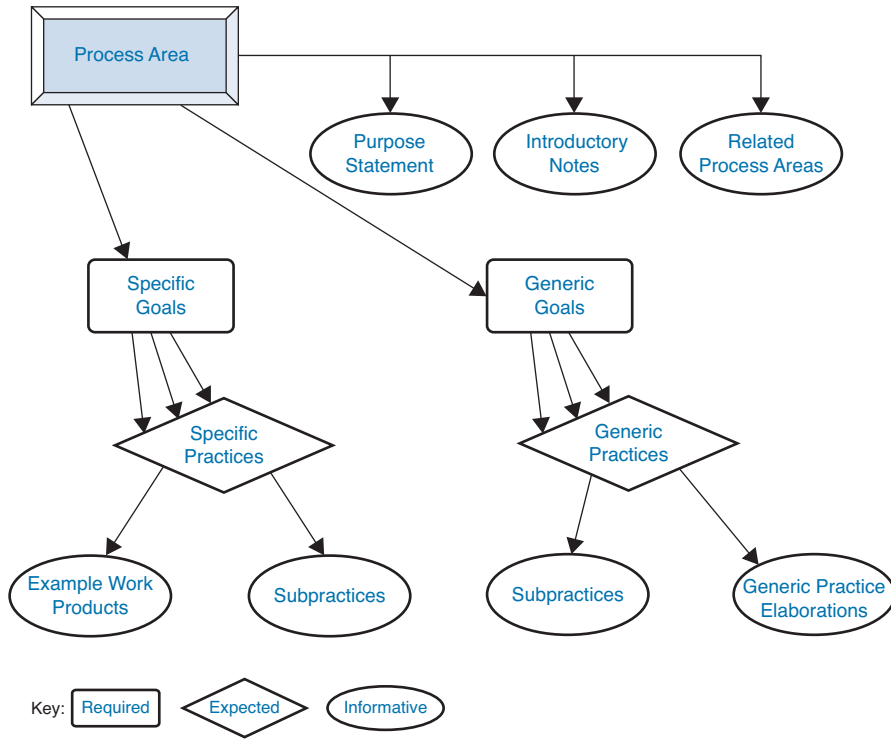 Process Area
Purpose
Statement
Introductory
Notes
Related
Process Areas
Specific
Goals
Generic
Goals
Specific
Practices
Generic
Practices
Example Work
Products
Subpractices
Subpractices
Generic Practice
Elaborations
Key: Required Expected Informative